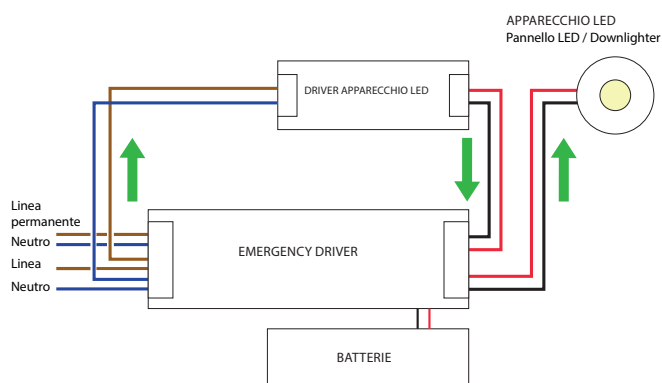 APPARECCHIO LED
Pannello LED / Downlighter
DRIVER APPARECCHIO LED
Linea
permanente
Neutro
Linea
Neutro
EMERGENCY DRIVER
BATTERIE